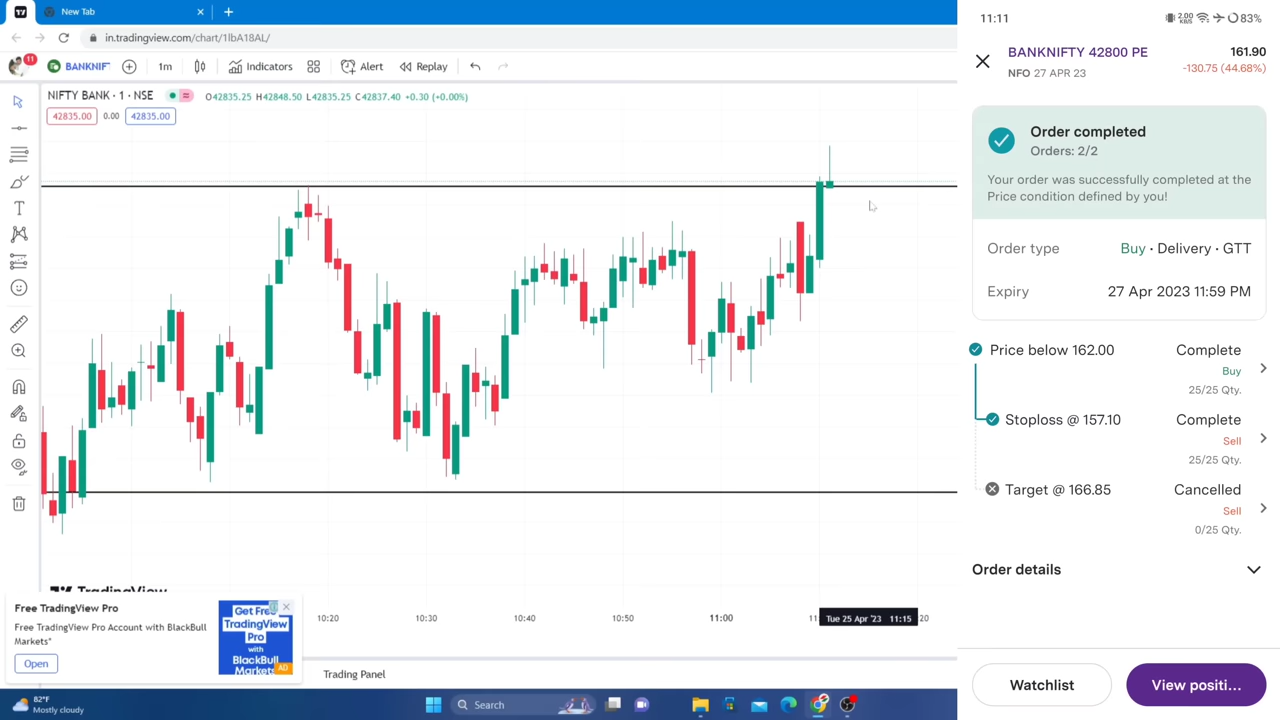 New Tab
in.tradingview.com/chart/1lbA18AL/
11
BANKNIF
1m
Indicators
Alert
Replay
NIFTY BANK · 1 · NSE
O42835.25 H42848.50 L42835.25 C42837.40 +0.30 (+0.00%)
42835.00
0.00
42835.00
TradingView
Free TradingView Pro
Free TradingView Pro Account with BlackBull
Markets*
Open
Get Free
TradingView
Pro
with
BlackBull
Markets
AD
10:20
10:30
10:40
10:50
11:00
Tue 25 Apr '23 11:15
20
Trading Panel
82°F
Mostly cloudy
Search
11:11
2.00
KB/S
83%
BANKNIFTY 42800 PE
161.90
NFO 27 APR 23
-130.75 (44.68%)
Order completed
Orders: 2/2
Your order was successfully completed at the
Price condition defined by you!
Order type
Buy · Delivery · GTT
Expiry
27 Apr 2023 11:59 PM
Price below 162.00
Complete
Buy
25/25 Qty.
Stoploss @ 157.10
Complete
Sell
25/25 Qty.
Target @ 166.85
Cancelled
Sell
0/25 Qty.
Order details
Watchlist
View positi...